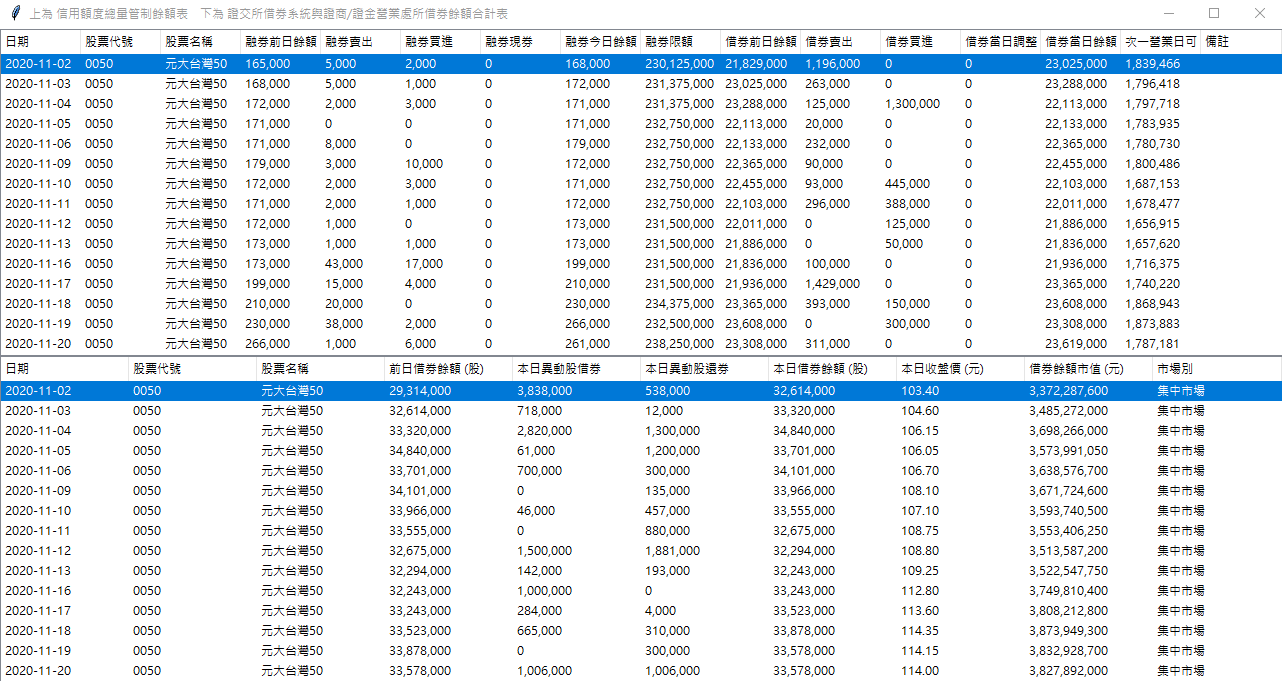 上為 信用額度總量管制餘額表 下為 證交所借券系統與證商/證金營業處所借券餘額合計表
日期 股票代號 股票名稱 融券前日餘額 融券賣出 融券買進 融券現券 融券今日餘額 融券限額 借券前日餘額 借券賣出 借券買進 借券當日調整 借券當日餘額 次一營業日可 備註
2020-11-02 0050 元大台灣50 165,000 5,000 2,000 0 168,000 230,125,000 21,829,000 1,196,000 0 0 23,025,000 1,839,466
2020-11-03 0050 元大台灣50 168,000 5,000 1,000 0 172,000 231,375,000 23,025,000 263,000 0 0 23,288,000 1,796,418
2020-11-04 0050 元大台灣50 172,000 2,000 3,000 0 171,000 231,375,000 23,288,000 125,000 1,300,000 0 22,113,000 1,797,718
2020-11-05 0050 元大台灣50 171,000 0 0 0 171,000 232,750,000 22,113,000 20,000 0 0 22,133,000 1,783,935
2020-11-06 0050 元大台灣50 171,000 8,000 0 0 179,000 232,750,000 22,133,000 232,000 0 0 22,365,000 1,780,730
2020-11-09 0050 元大台灣50 179,000 3,000 10,000 0 172,000 232,750,000 22,365,000 90,000 0 0 22,455,000 1,800,486
2020-11-10 0050 元大台灣50 172,000 2,000 3,000 0 171,000 232,750,000 22,455,000 93,000 445,000 0 22,103,000 1,687,153
2020-11-11 0050 元大台灣50 171,000 2,000 1,000 0 172,000 232,750,000 22,103,000 296,000 388,000 0 22,011,000 1,678,477
2020-11-12 0050 元大台灣50 172,000 1,000 0 0 173,000 231,500,000 22,011,000 0 125,000 0 21,886,000 1,656,915
2020-11-13 0050 元大台灣50 173,000 1,000 1,000 0 173,000 231,500,000 21,886,000 0 50,000 0 21,836,000 1,657,620
2020-11-16 0050 元大台灣50 173,000 43,000 17,000 0 199,000 231,500,000 21,836,000 100,000 0 0 21,936,000 1,716,375
2020-11-17 0050 元大台灣50 199,000 15,000 4,000 0 210,000 231,500,000 21,936,000 1,429,000 0 0 23,365,000 1,740,220
2020-11-18 0050 元大台灣50 210,000 20,000 0 0 230,000 234,375,000 23,365,000 393,000 150,000 0 23,608,000 1,868,943
2020-11-19 0050 元大台灣50 230,000 38,000 2,000 0 266,000 232,500,000 23,608,000 0 300,000 0 23,308,000 1,873,883
2020-11-20 0050 元大台灣50 266,000 1,000 6,000 0 261,000 238,250,000 23,308,000 311,000 0 0 23,619,000 1,787,181
日期 股票代號 股票名稱 前日借券餘額 (股) 本日異動股借券 本日異動股還券 本日借券餘額 (股) 本日收盤價 (元) 借券餘額市值 (元) 市場別
2020-11-02 0050 元大台灣50 29,314,000 3,838,000 538,000 32,614,000 103.40 3,372,287,600 集中市場
2020-11-03 0050 元大台灣50 32,614,000 718,000 12,000 33,320,000 104.60 3,485,272,000 集中市場
2020-11-04 0050 元大台灣50 33,320,000 2,820,000 1,300,000 34,840,000 106.15 3,698,266,000 集中市場
2020-11-05 0050 元大台灣50 34,840,000 61,000 1,200,000 33,701,000 106.05 3,573,991,050 集中市場
2020-11-06 0050 元大台灣50 33,701,000 700,000 300,000 34,101,000 106.70 3,638,576,700 集中市場
2020-11-09 0050 元大台灣50 34,101,000 0 135,000 33,966,000 108.10 3,671,724,600 集中市場
2020-11-10 0050 元大台灣50 33,966,000 46,000 457,000 33,555,000 107.10 3,593,740,500 集中市場
2020-11-11 0050 元大台灣50 33,555,000 0 880,000 32,675,000 108.75 3,553,406,250 集中市場
2020-11-12 0050 元大台灣50 32,675,000 1,500,000 1,881,000 32,294,000 108.80 3,513,587,200 集中市場
2020-11-13 0050 元大台灣50 32,294,000 142,000 193,000 32,243,000 109.25 3,522,547,750 集中市場
2020-11-16 0050 元大台灣50 32,243,000 1,000,000 0 33,243,000 112.80 3,749,810,400 集中市場
2020-11-17 0050 元大台灣50 33,243,000 284,000 4,000 33,523,000 113.60 3,808,212,800 集中市場
2020-11-18 0050 元大台灣50 33,523,000 665,000 310,000 33,878,000 114.35 3,873,949,300 集中市場
2020-11-19 0050 元大台灣50 33,878,000 0 300,000 33,578,000 114.15 3,832,928,700 集中市場
2020-11-20 0050 元大台灣50 33,578,000 1,006,000 1,006,000 33,578,000 114.00 3,827,892,000 集中市場